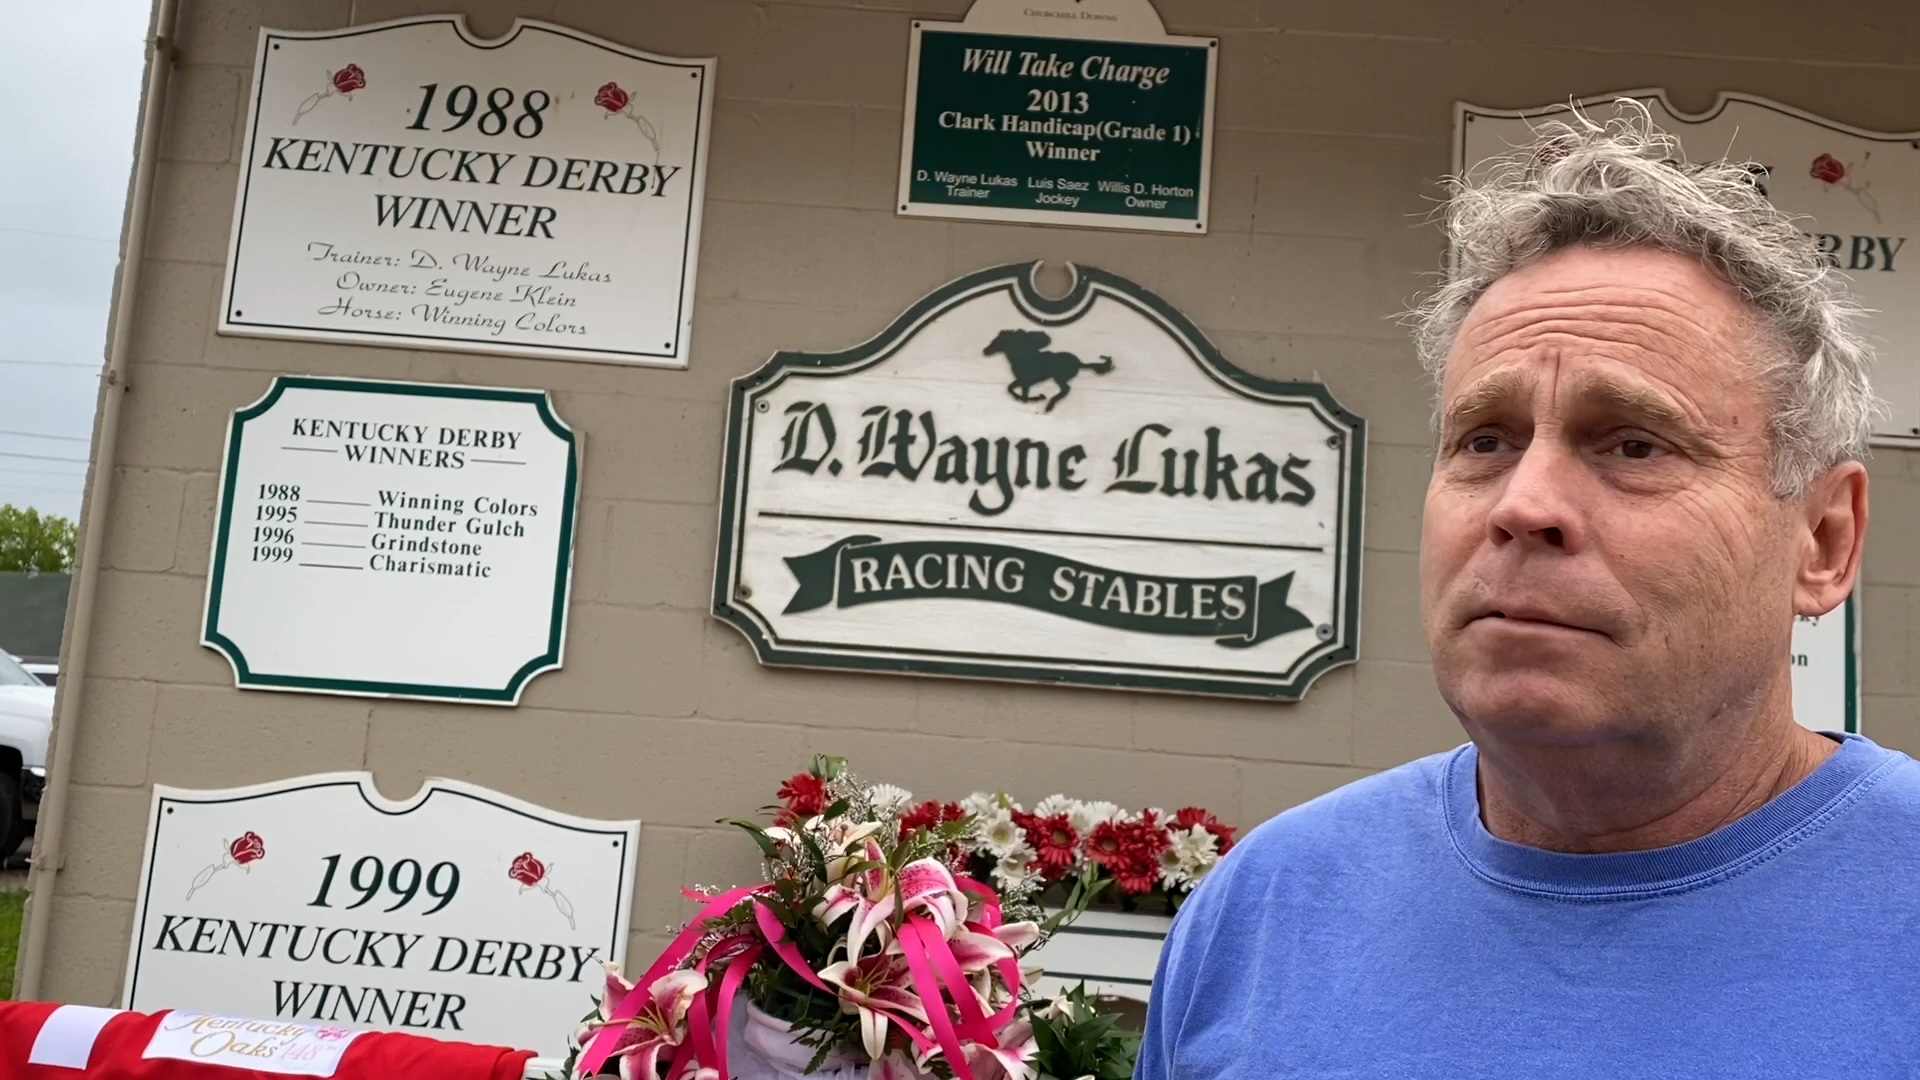 1988
KENTUCKY DERBY
WINNER
Trainer: D. Wayne Lukas
Owner: Eugene Klein
Horse: Winning Colors
CHURCHILL DOWNS
Will Take Charge
2013
Clark Handicap(Grade 1)
Winner
D. Wayne Lukas Luis Saez Willis D. Horton
Trainer Jockey Owner
RBY
KENTUCKY DERBY
WINNERS
1988 Winning Colors
1995 Thunder Gulch
1996 Grindstone
1999 Charismatic
D. Wayne Lukas
RACING STABLES
1999
KENTUCKY DERBY
WINNER
Kentucky
Oaks 148